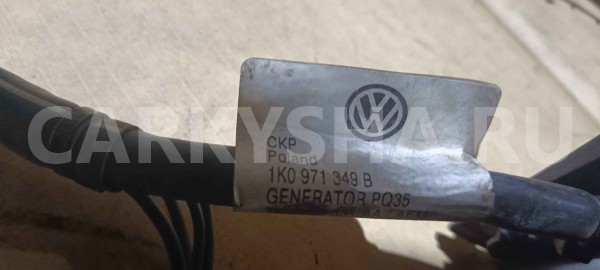 CKP
Poland
1K0 971 349 B
GENERATOR PQ35
CARKYSHA.RU